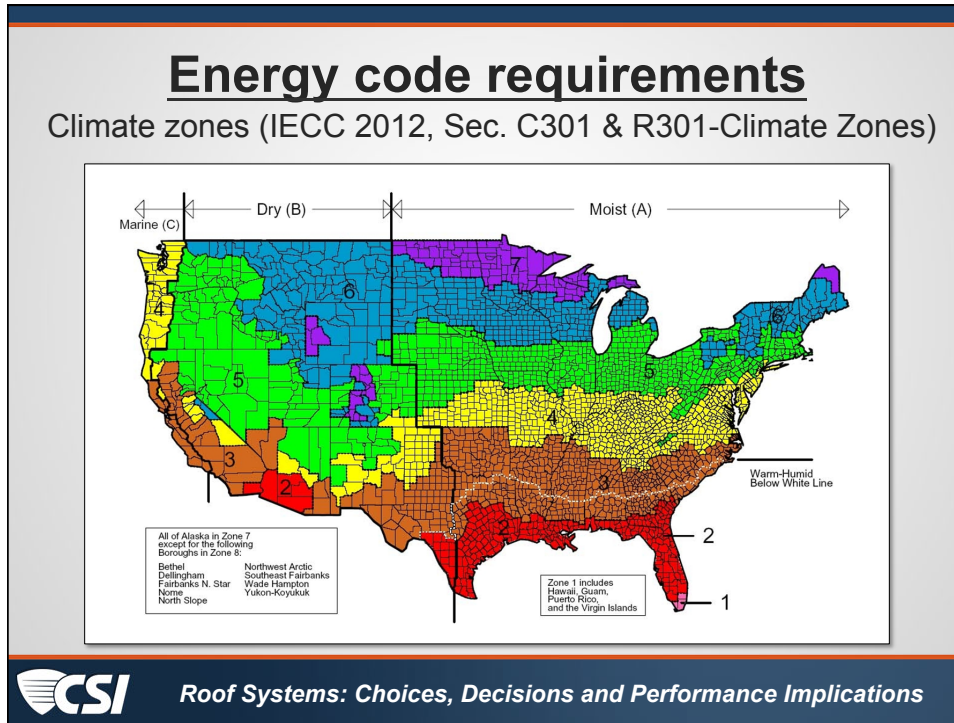 Energy code requirements
Climate zones (IECC 2012, Sec. C301 & R301-Climate Zones)
Marine (C)
Dry (B)
Moist (A)
7
6
6
4
5
5
4
3
3
2
2
Warm-Humid
Below White Line
2
1
All of Alaska in Zone 7
except for the following
Boroughs in Zone 8:
Bethel
Dellingham
Fairbanks N. Star
Nome
North Slope
Northwest Arctic
Southeast Fairbanks
Wade Hampton
Yukon-Koyukuk
Zone 1 includes
Hawaii, Guam,
Puerto Rico,
and the Virgin Islands
CSI
Roof Systems: Choices, Decisions and Performance Implications